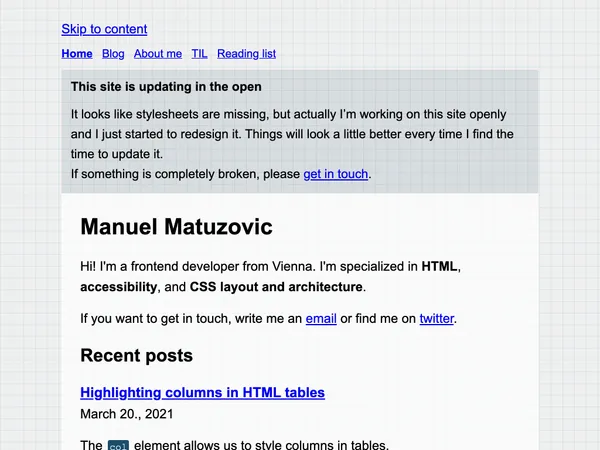 Skip to content
Home Blog About me TIL Reading list
This site is updating in the open
It looks like stylesheets are missing, but actually I’m working on this site openly
and I just started to redesign it. Things will look a little better every time I find the
time to update it.
If something is completely broken, please get in touch.
Manuel Matuzovic
Hi! I'm a frontend developer from Vienna. I'm specialized in HTML,
accessibility, and CSS layout and architecture.
If you want to get in touch, write me an email or find me on twitter.
Recent posts
Highlighting columns in HTML tables
March 20., 2021
The col element allows us to style columns in tables.